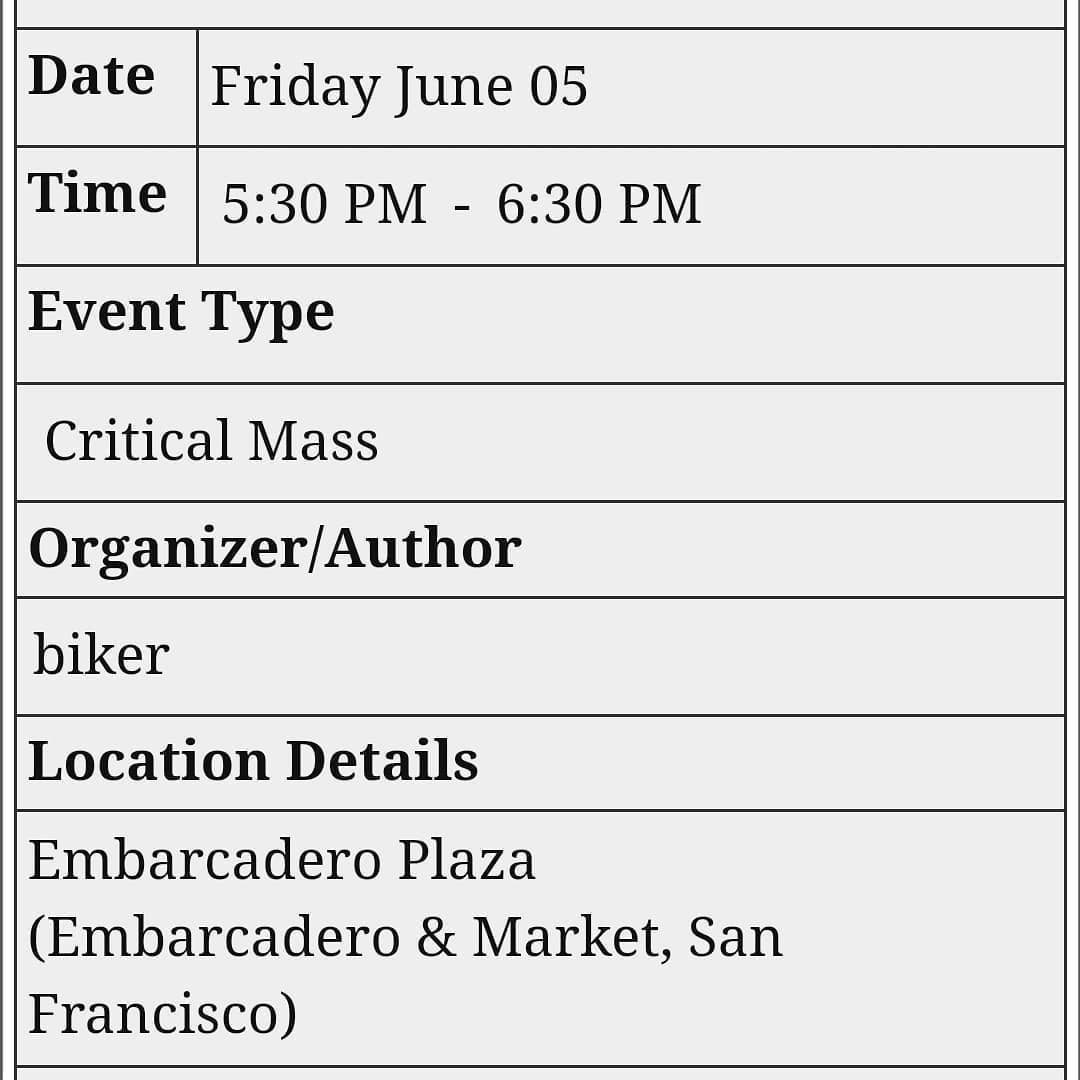 Date Friday June 05
Time 5:30 PM - 6:30 PM
Event Type
Critical Mass
Organizer/Author
biker
Location Details
Embarcadero Plaza
(Embarcadero & Market, San
Francisco)